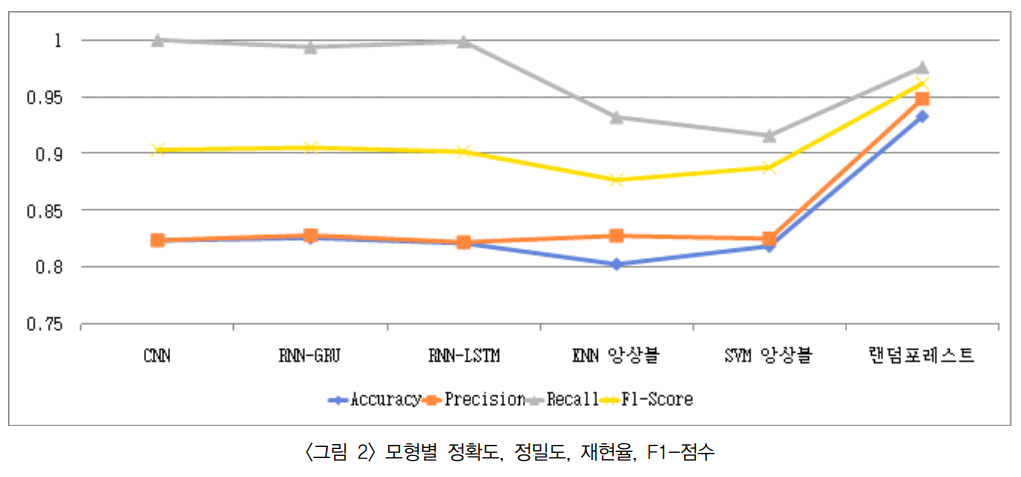 1
0.95
0.9
0.85
0.8
0.75
CNN RNN-GRU RNN-LSTM KNN 앙상블 SVM 앙상블 랜덤포레스트
Accuracy Precision Recall F1-Score
<그림 2> 모형별 정확도, 정밀도, 재현율, F1-점수